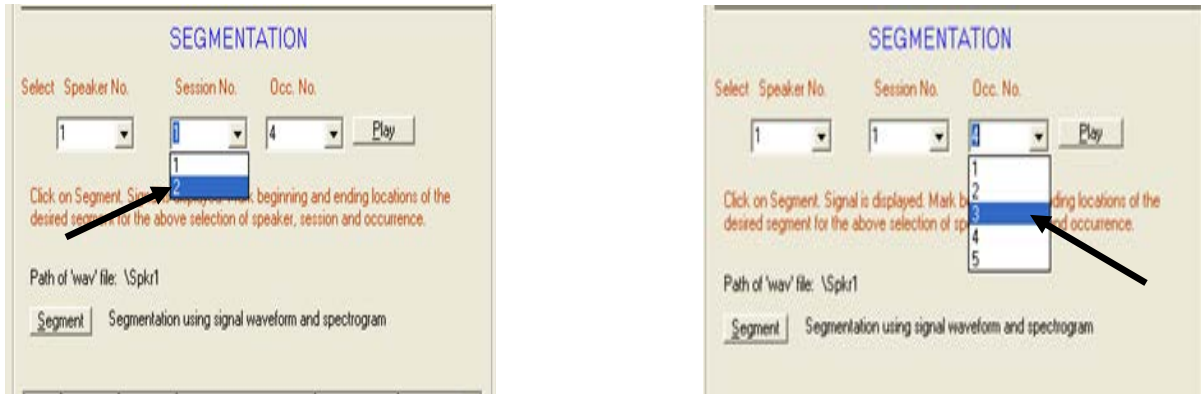 SEGMENTATION
Select Speaker No. Session No. Occ. No.
1 1 4 Play
1
2
Click on Segment. Signal is displayed. Mark beginning and ending locations of the
desired segment for the above selection of speaker, session and occurrence.
Path of 'wav' file: \Spkr1
Segment Segmentation using signal waveform and spectrogram
SEGMENTATION
Select Speaker No. Session No. Occ. No.
1 1 4 Play
1
2
3
4
5
Click on Segment. Signal is displayed. Mark b ding locations of the
desired segment for the above selection of sp nd occurrence.
Path of 'wav' file: \Spkr1
Segment Segmentation using signal waveform and spectrogram